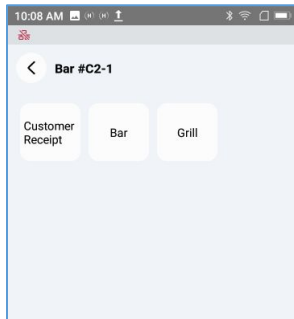 10:08 AM
Bar #C2-1
Customer
Receipt
Bar
Grill